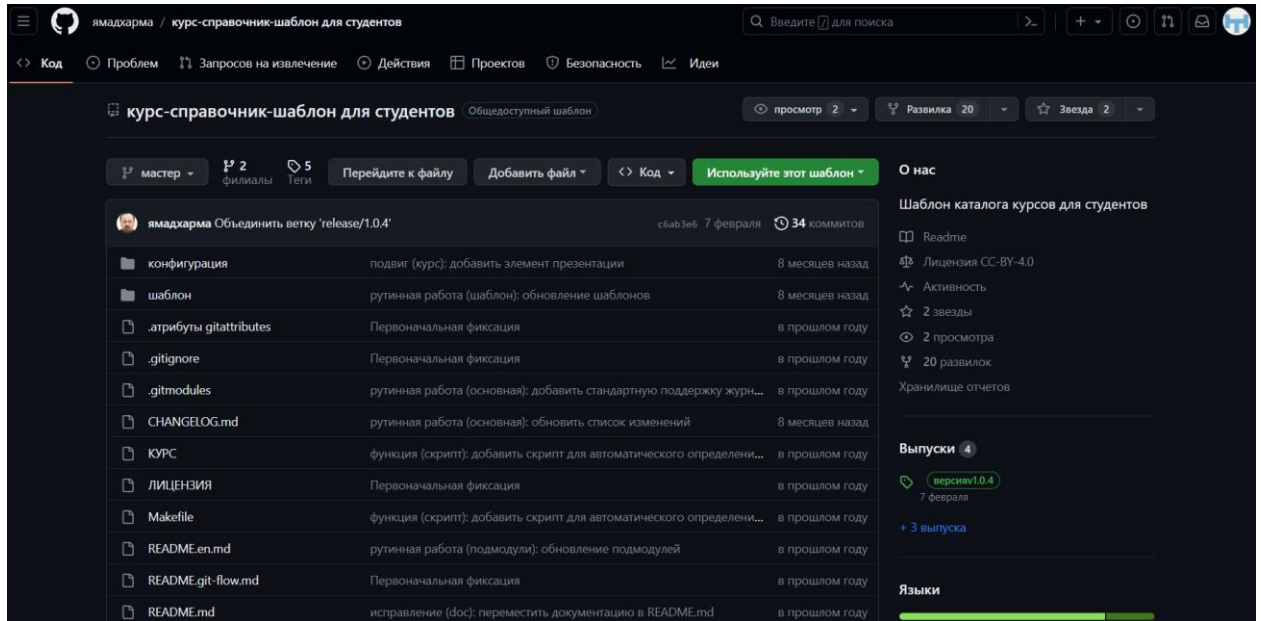 ямадхарма / курс-справочник-шаблон для студентов
Введите / для поиска
Код Проблем Запросов на извлечение Действия Проектов Безопасность Идеи
курс-справочник-шаблон для студентов Общедоступный шаблон
просмотр 2 Развилка 20 Звезда 2
мастер 2 филиалы 5 Теги Перейдите к файлу Добавить файл Код Используйте этот шаблон
ямадхарма Объединить ветку 'release/1.0.4' c6ab3e6 7 февраля 34 коммитов
конфигурация подвиг (курс): добавить элемент презентации 8 месяцев назад
шаблон рутинная работа (шаблон): обновление шаблонов 8 месяцев назад
.атрибуты gitattributes Первоначальная фиксация в прошлом году
.gitignore Первоначальная фиксация в прошлом году
.gitmodules рутинная работа (основная): добавить стандартную поддержку журн... в прошлом году
CHANGELOG.md рутинная работа (основная): обновить список изменений 8 месяцев назад
КУРС функция (скрипт): добавить скрипт для автоматического определени... в прошлом году
ЛИЦЕНЗИЯ Первоначальная фиксация в прошлом году
Makefile функция (скрипт): добавить скрипт для автоматического определени... в прошлом году
README.en.md рутинная работа (подмодули): обновление подмодулей в прошлом году
README.git-flow.md Первоначальная фиксация в прошлом году
README.md исправление (doc): переместить документацию в README.md в прошлом году
О нас
Шаблон каталога курсов для студентов
Readme
Лицензия CC-BY-4.0
Активность
2 звезды
2 просмотра
20 развилок
Хранилище отчетов
Выпуски 4
версияv1.0.4
7 февраля
+ 3 выпуска
Языки